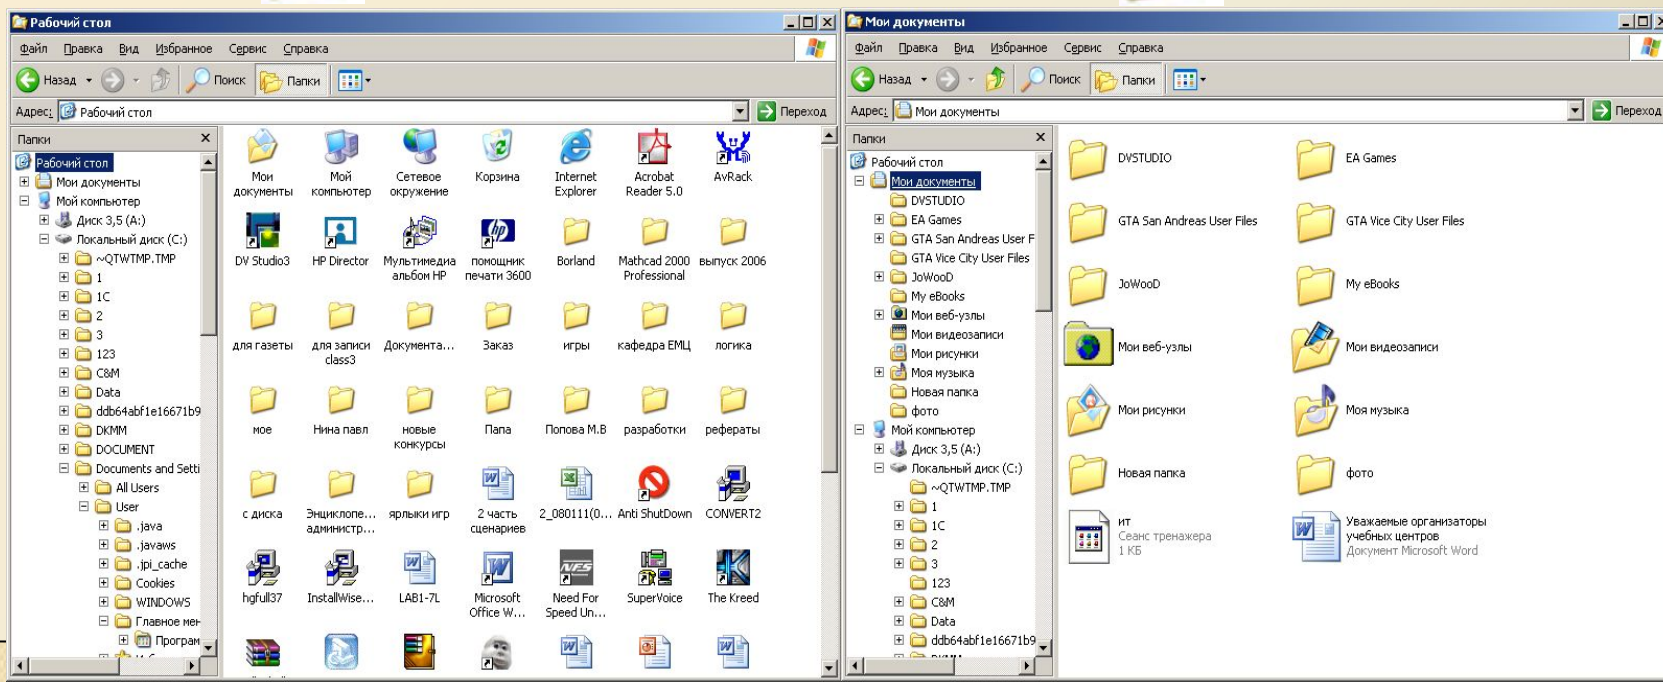 Рабочий стол
Файл Правка Вид Избранное Сервис Справка
Назад Поиск Папки
Адрес: Рабочий стол Переход
Папки
Рабочий стол
Мои документы
Мой компьютер
Диск 3,5 (A:)
Локальный диск (C:)
~QTWTMP.TMP
1
1C
2
3
123
C&M
Data
ddb64abf1e16671b9
DKMM
DOCUMENT
Documents and Setti
All Users
User
.java
.javaws
.jpi_cache
Cookies
WINDOWS
Главное мен
Програм
Мои документы
Мой компьютер
Сетевое окружение
Корзина
Internet Explorer
Acrobat Reader 5.0
AvRack
DV Studio3
HP Director
Мультимедиа альбом HP
помощник печати 3600
Borland
Mathcad 2000 Professional
выпуск 2006
для газеты
для записи class3
Документа...
Заказ
игры
кафедра ЕМЦ
логика
мое
Нина павл
новые конкурсы
Папа
Попова М.В
разработки
рефераты
с диска
Энциклопе... администр...
ярлыки игр
2 часть сценариев
2_080111(0...
Anti ShutDown
CONVERT2
hgfull37
InstallWise...
LAB1-7L
Microsoft Office W...
Need For Speed Un...
SuperVoice
The Kreed
Мои документы
Файл Правка Вид Избранное Сервис Справка
Назад Поиск Папки
Адрес: Мои документы Переход
Папки
Рабочий стол
Мои документы
DVSTUDIO
EA Games
GTA San Andreas User F
GTA Vice City User Files
JoWooD
My eBooks
Мои веб-узлы
Мои видеозаписи
Мои рисунки
Моя музыка
Новая папка
фото
Мой компьютер
Диск 3,5 (A:)
Локальный диск (C:)
~QTWTMP.TMP
1
1C
2
3
123
C&M
Data
ddb64abf1e16671b9
DVSTUDIO
EA Games
GTA San Andreas User Files
GTA Vice City User Files
JoWooD
My eBooks
Мои веб-узлы
Мои видеозаписи
Мои рисунки
Моя музыка
Новая папка
фото
ит
Сеанс тренажера
1 КБ
Уважаемые организаторы
учебных центров
Документ Microsoft Word